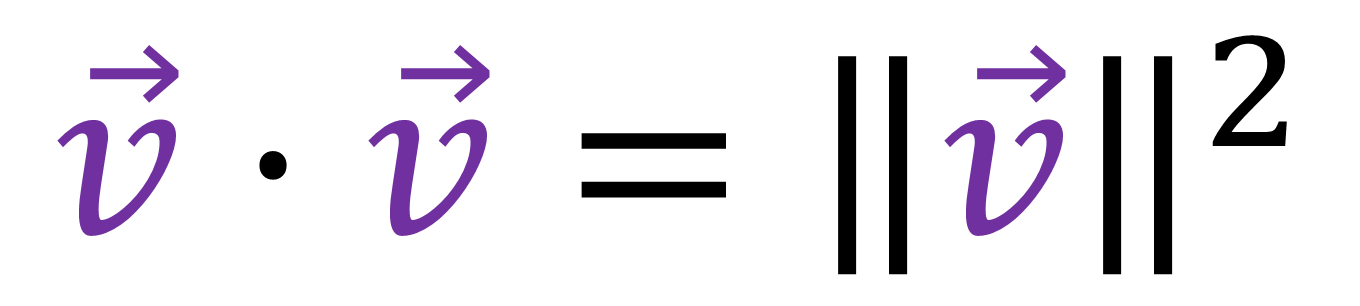 v⃗ · v⃗ = ‖v⃗‖²